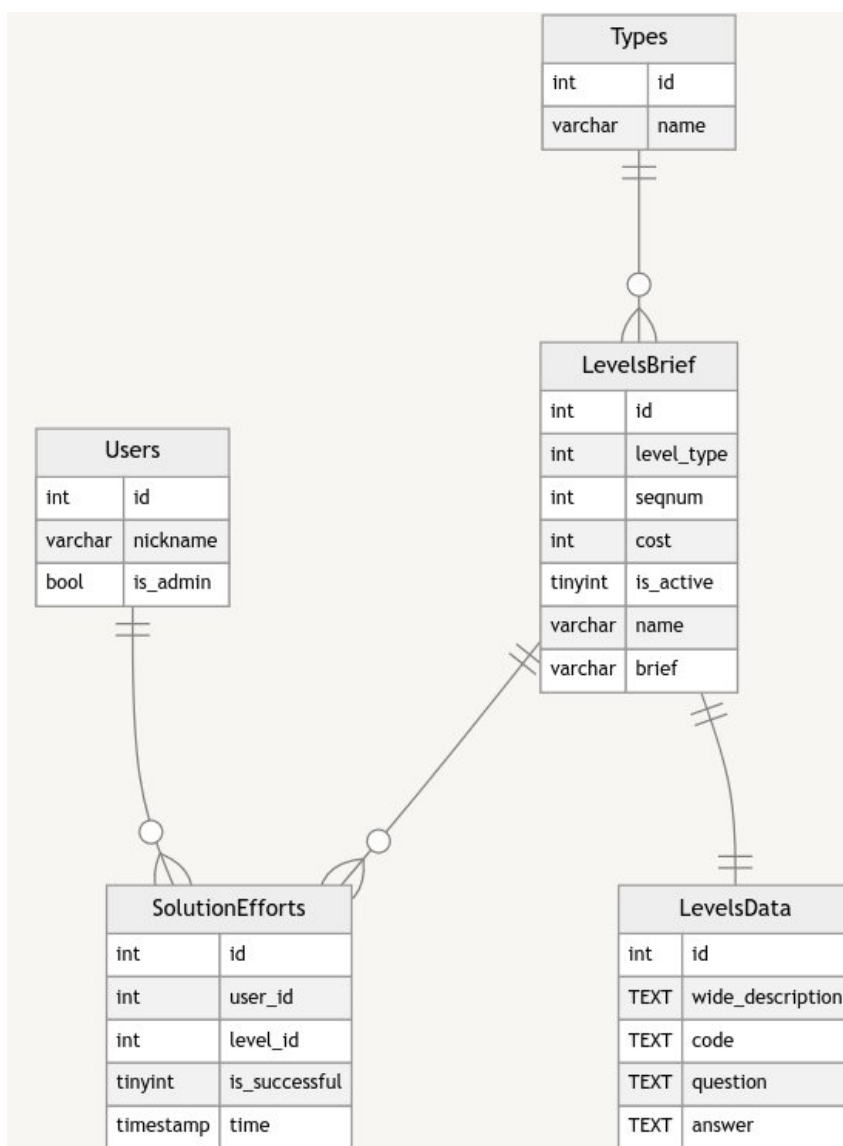 Types
int id
varchar name
LevelsBrief
int id
int level_type
int seqnum
int cost
tinyint is_active
varchar name
varchar brief
Users
int id
varchar nickname
bool is_admin
SolutionEfforts
int id
int user_id
int level_id
tinyint is_successful
timestamp time
LevelsData
int id
TEXT wide_description
TEXT code
TEXT question
TEXT answer